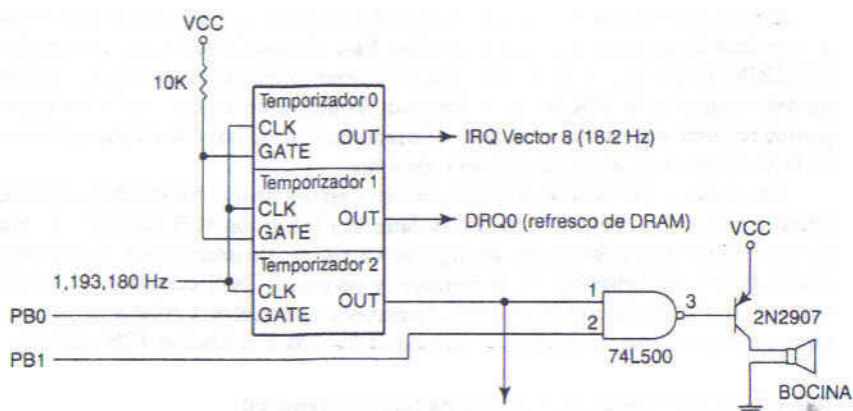 VCC
10K
Temporizador 0
CLK
OUT
GATE
IRQ Vector 8 (18.2 Hz)
Temporizador 1
CLK
OUT
GATE
DRQ0 (refresco de DRAM)
VCC
Temporizador 2
1,193,180 Hz
CLK
OUT
GATE
PB0
PB1
1
2
3
74L500
2N2907
BOCINA